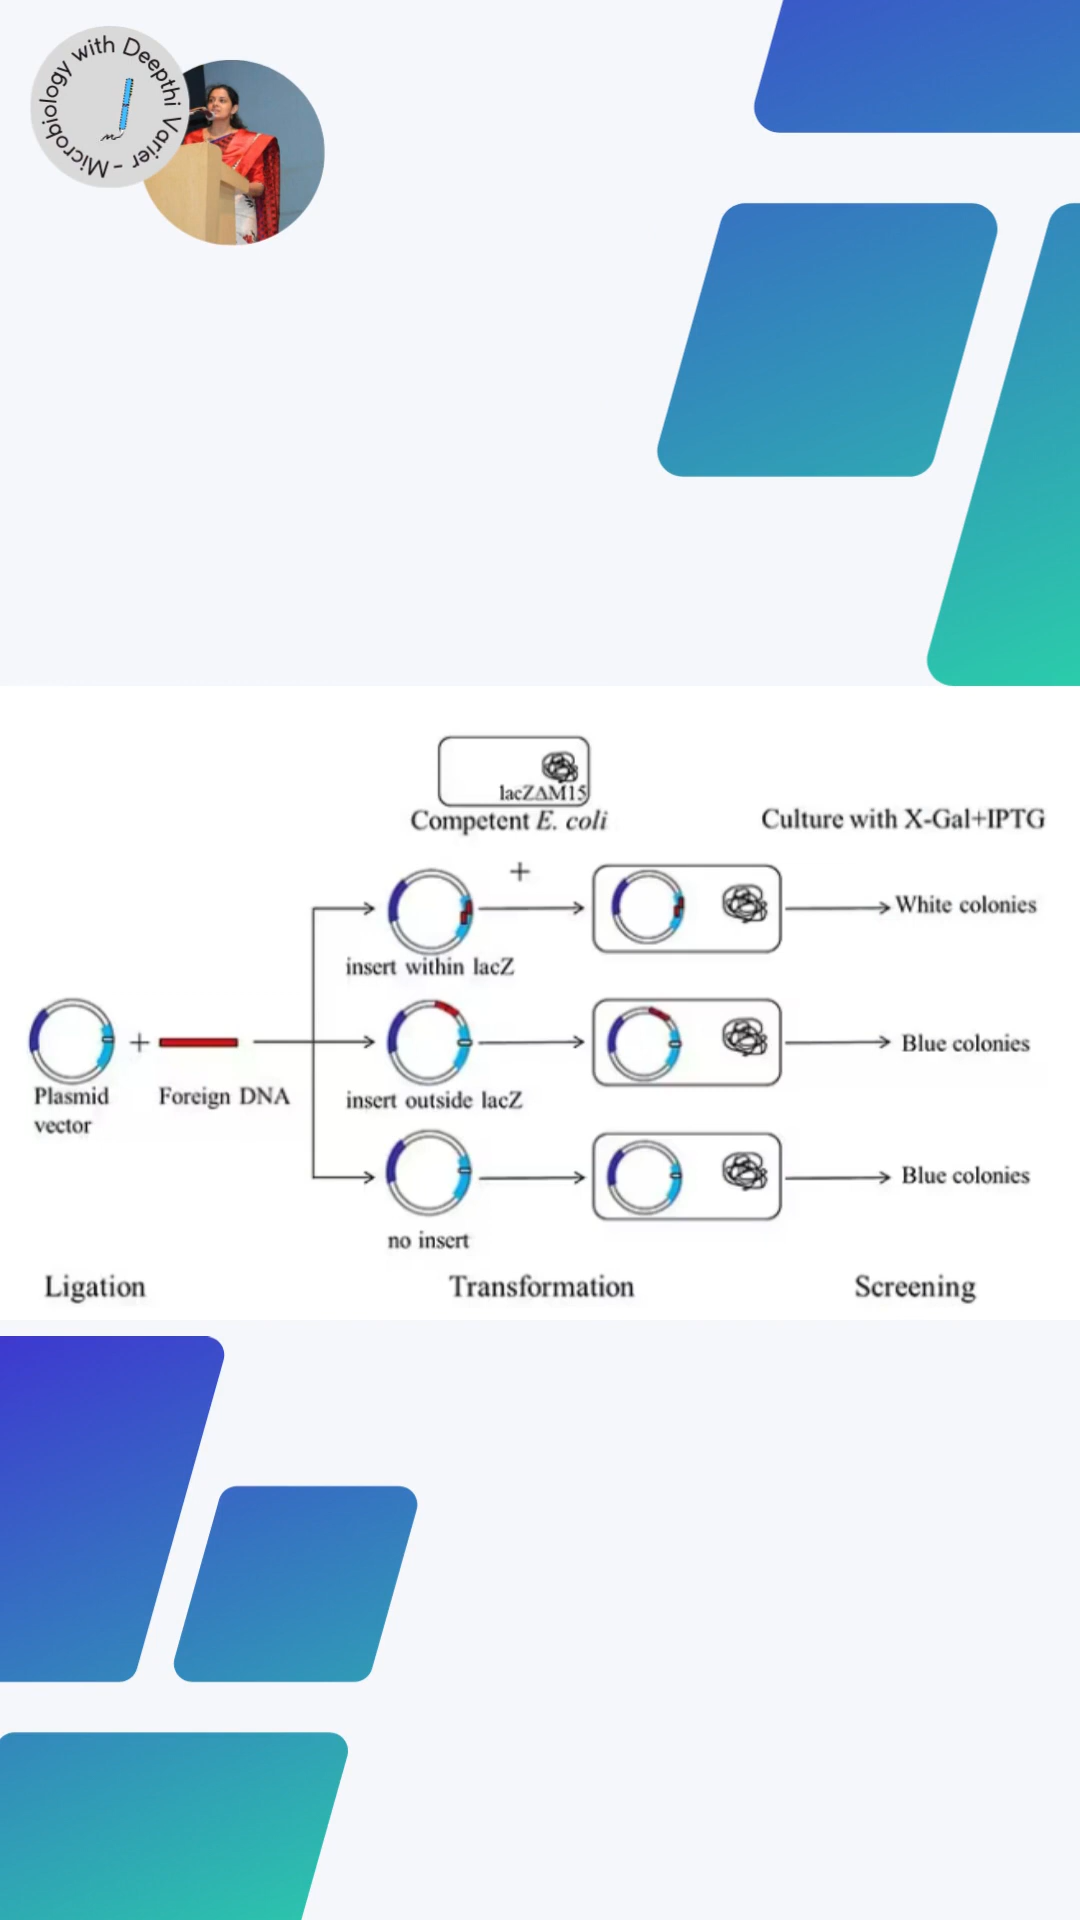 Microbiology with Deepthi Varier -
lacZΔM15
Competent E. coli
Culture with X-Gal+IPTG
+
White colonies
insert within lacZ
+
Blue colonies
Plasmid
vector
Foreign DNA
insert outside lacZ
Blue colonies
no insert
Ligation
Transformation
Screening